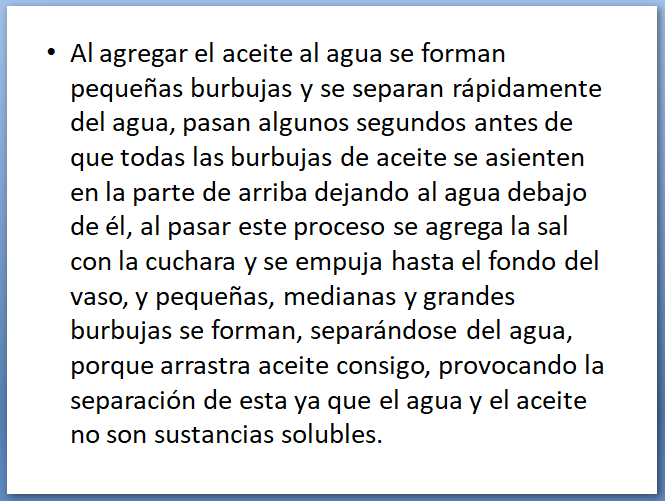 • Al agregar el aceite al agua se forman
pequeñas burbujas y se separan rápidamente
del agua, pasan algunos segundos antes de
que todas las burbujas de aceite se asienten
en la parte de arriba dejando al agua debajo
de él, al pasar este proceso se agrega la sal
con la cuchara y se empuja hasta el fondo del
vaso, y pequeñas, medianas y grandes
burbujas se forman, separándose del agua,
porque arrastra aceite consigo, provocando la
separación de esta ya que el agua y el aceite
no son sustancias solubles.